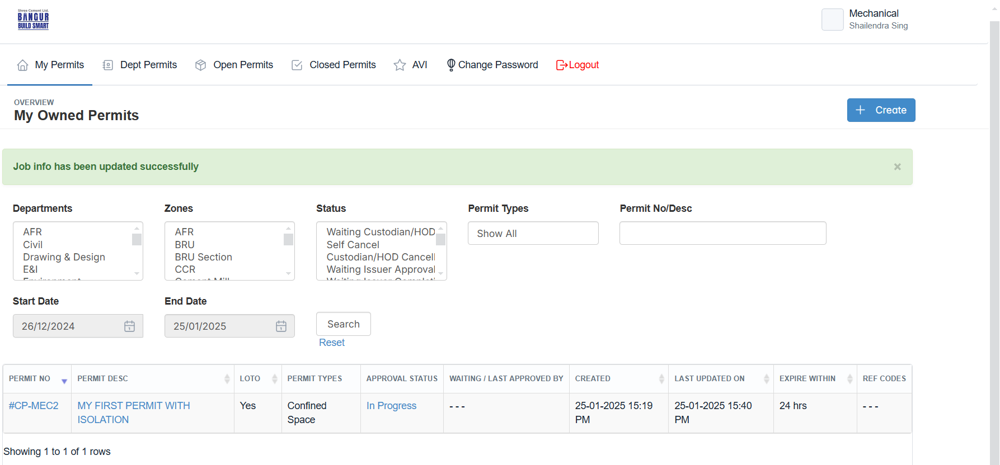 Shree Cement Ltd.
BANGUR
BUILD SMART
Mechanical
Shailendra Sing
My Permits
Dept Permits
Open Permits
Closed Permits
AVI
Change Password
Logout
OVERVIEW
My Owned Permits
+ Create
Job info has been updated successfully
×
Departments
Zones
Status
Permit Types
Permit No/Desc
AFR
Civil
Drawing & Design
E&I
Environment
AFR
BRU
BRU Section
CCR
Cement Mill
Waiting Custodian/HOD
Self Cancel
Custodian/HOD Cancell
Waiting Issuer Approval
Waiting Issuer Completi
Show All
Start Date
End Date
26/12/2024
25/01/2025
Search
Reset
PERMIT NO
PERMIT DESC
LOTO
PERMIT TYPES
APPROVAL STATUS
WAITING / LAST APPROVED BY
CREATED
LAST UPDATED ON
EXPIRE WITHIN
REF CODES
#CP-MEC2
MY FIRST PERMIT WITH
ISOLATION
Yes
Confined
Space
In Progress
- - -
25-01-2025 15:19
PM
25-01-2025 15:40
PM
24 hrs
- - -
Showing 1 to 1 of 1 rows